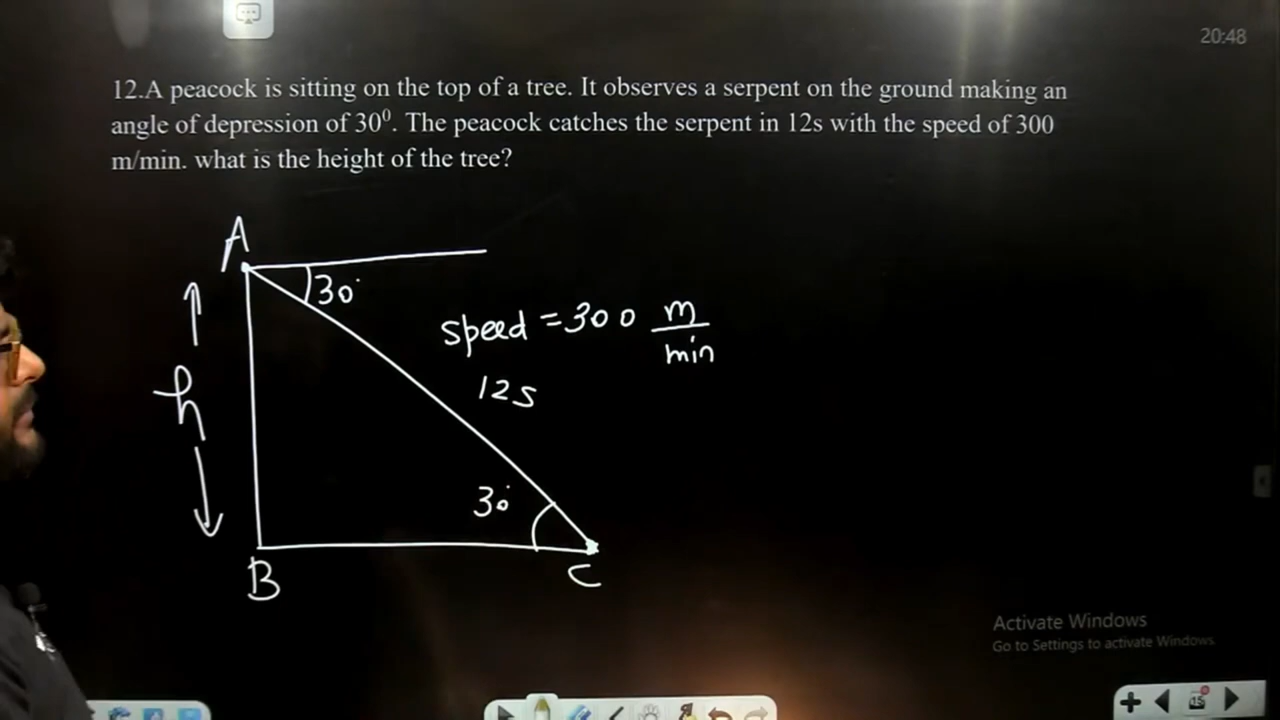 20:48
12.A peacock is sitting on the top of a tree. It observes a serpent on the ground making an
angle of depression of 30⁰. The peacock catches the serpent in 12s with the speed of 300
m/min. what is the height of the tree?
A
30°
speed = 300 m/min
h
12s
30°
B
C
Activate Windows
Go to Settings to activate Windows.
15